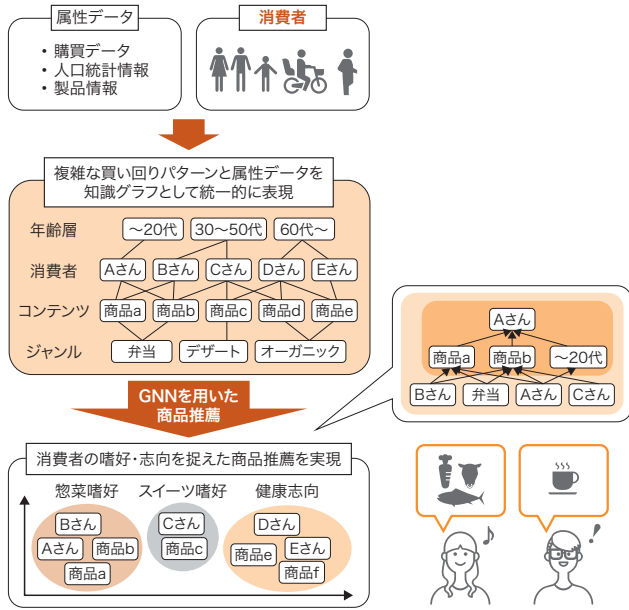 属性データ
・購買データ
・人口統計情報
・製品情報
消費者
複雑な買い回りパターンと属性データを
知識グラフとして統一的に表現
年齢層
～20代
30～50代
60代～
消費者
Aさん
Bさん
Cさん
Dさん
Eさん
コンテンツ
商品a
商品b
商品c
商品d
商品e
ジャンル
弁当
デザート
オーガニック
GNNを用いた
商品推薦
Aさん
商品a
商品b
～20代
Bさん
弁当
Aさん
Cさん
消費者の嗜好・志向を捉えた商品推薦を実現
惣菜嗜好
スイーツ嗜好
健康志向
Bさん
Aさん
商品b
商品a
Cさん
商品c
Dさん
商品e
Eさん
商品f